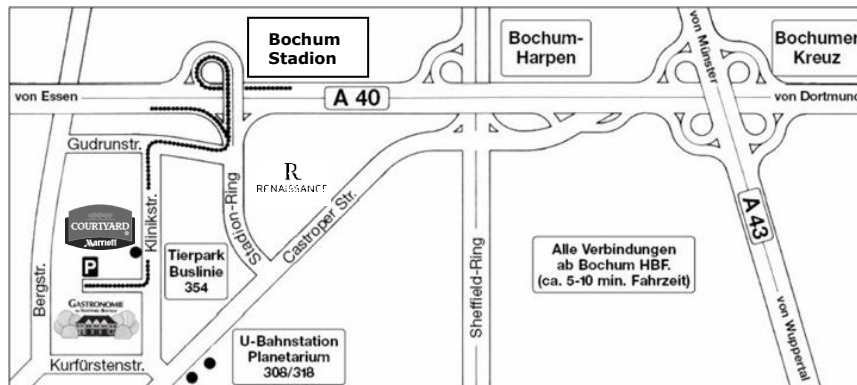 Bochum
Stadion
Bochum-
Harpen
von Münster
Bochumer
Kreuz
von Essen
A 40
von Dortmund
Gudrunstr.
R
RENAISSANCE
Klinikstr.
Stadion-Ring
Castroper Str.
A 43
COURTYARD
Marriott
Tierpark
Buslinie
354
Sheffield-Ring
Alle Verbindungen
ab Bochum HBF.
(ca. 5-10 min. Fahrzeit)
Bergstr.
P
GASTRONOMIE
von Wuppertal
U-Bahnstation
Planetarium
308/318
Kurfürstenstr.